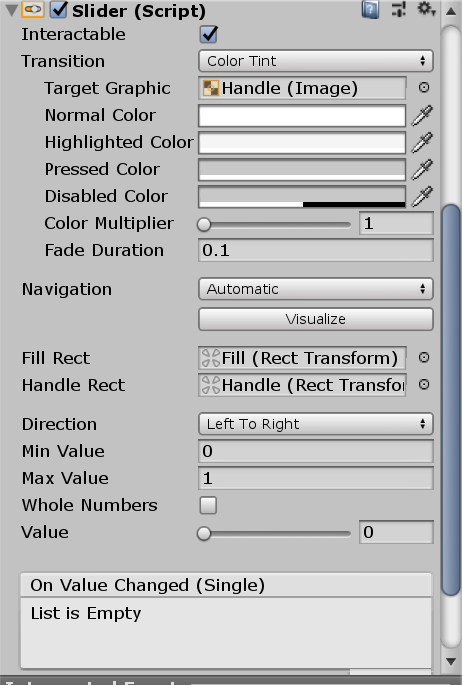 Slider (Script)
Interactable
Transition Color Tint
Target Graphic Handle (Image)
Normal Color
Highlighted Color
Pressed Color
Disabled Color
Color Multiplier 1
Fade Duration 0.1
Navigation Automatic
Visualize
Fill Rect Fill (Rect Transform)
Handle Rect Handle (Rect Transfor
Direction Left To Right
Min Value 0
Max Value 1
Whole Numbers
Value 0
On Value Changed (Single)
List is Empty